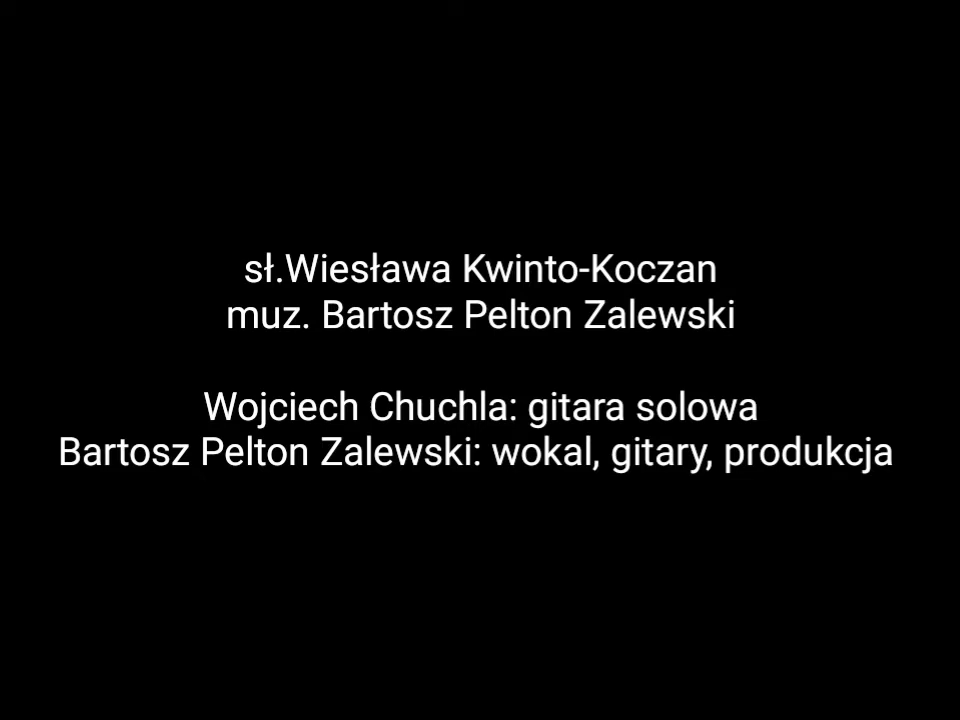 sł.Wiesława Kwinto-Koczan
muz. Bartosz Pelton Zalewski
Wojciech Chuchla: gitara solowa
Bartosz Pelton Zalewski: wokal, gitary, produkcja